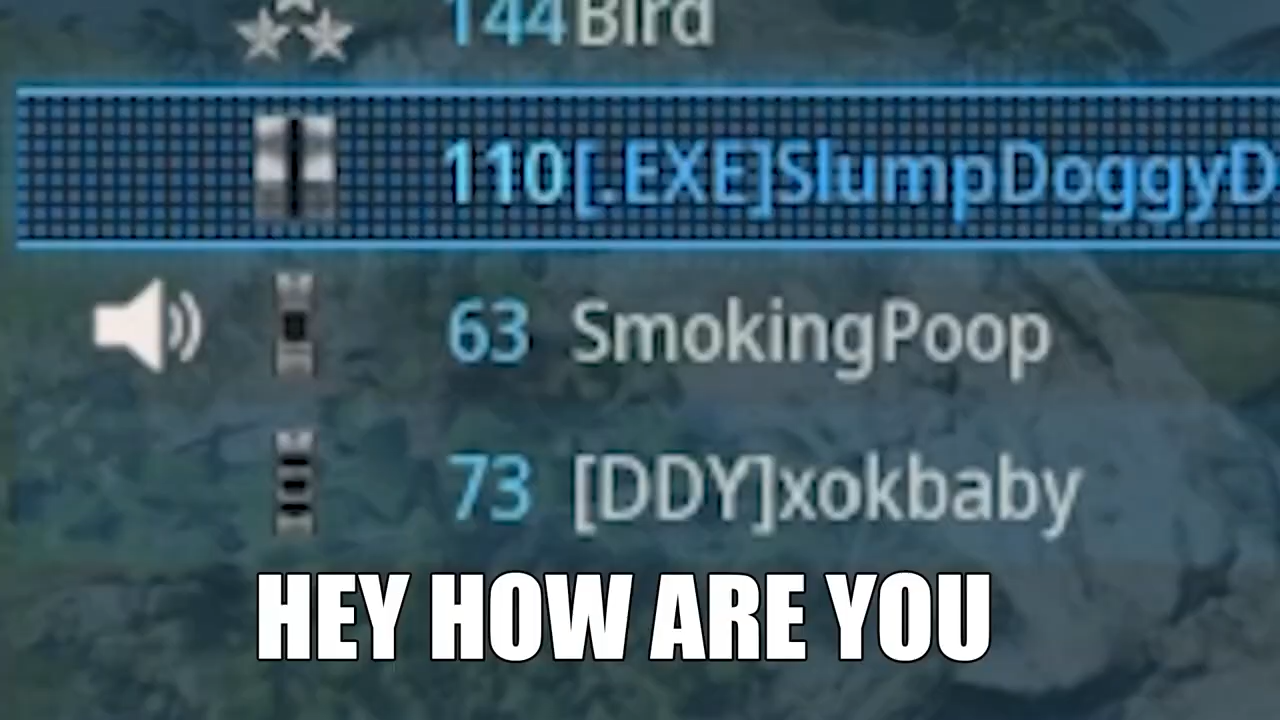 144 Bird
110 [.EXE]SlumpDoggyD
63 SmokingPoop
73 [DDY]xokbaby
HEY HOW ARE YOU